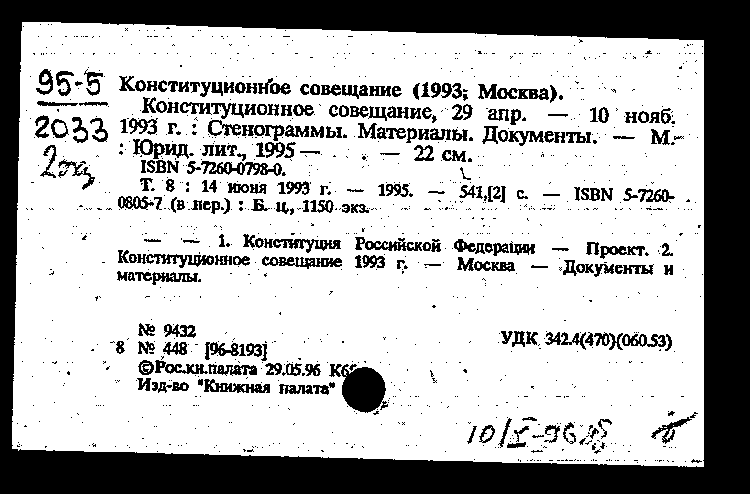 95-5
2033
2 экз
Конституционное совещание (1993; Москва).
Конституционное совещание, 29 апр. — 10 нояб.
1993 г. : Стенограммы. Материалы. Документы. — М.
: Юрид. лит., 1995 — . — 22 см.
ISBN 5-7260-0798-0.
Т. 8 : 14 июня 1993 г. — 1995. — 541,[2] с. — ISBN 5-7260-
0805-7 (в пер.) : Б. ц., 1150 экз.
— — 1. Конституция Российской Федерации — Проект. 2.
Конституционное совещание 1993 г. — Москва — Документы и
материалы.
№ 9432
8 № 448 [96-8193]
УДК 342.4(470)(060.53)
©Рос.кн.палата 29.05.96
Изд-во "Книжная палата"